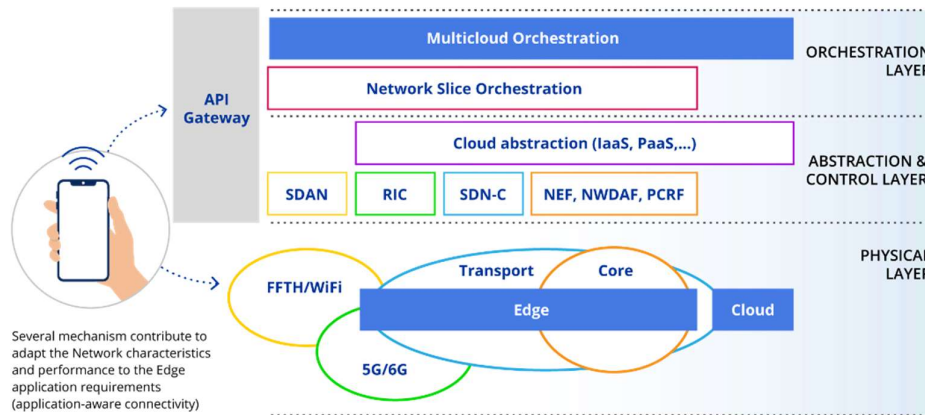 Multicloud Orchestration
ORCHESTRATION
LAYER
Network Slice Orchestration
API
Gateway
Cloud abstraction (IaaS, PaaS,...)
ABSTRACTION &
CONTROL LAYER
SDAN
RIC
SDN-C
NEF, NWDAF, PCRF
PHYSICAL
LAYER
FFTH/WiFi
Transport
Core
Edge
Cloud
5G/6G
Several mechanism contribute to
adapt the Network characteristics
and performance to the Edge
application requirements
(application-aware connectivity)